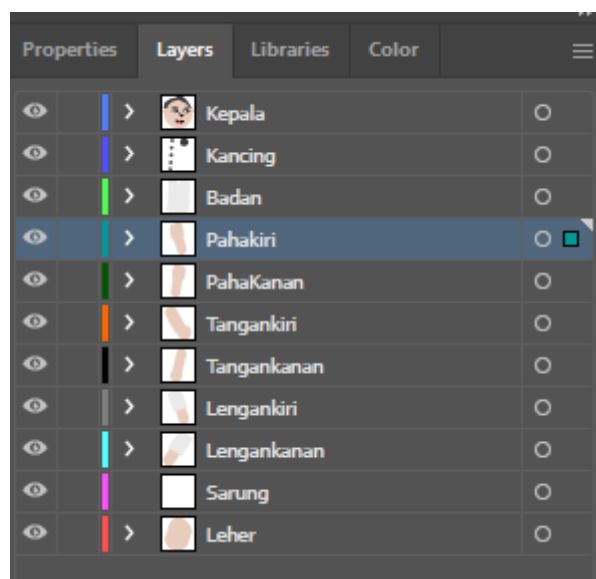 Properties Layers Libraries Color
Kepala
Kancing
Badan
Pahakiri
PahaKanan
Tangankiri
Tangankanan
Lengankiri
Lengankanan
Sarung
Leher